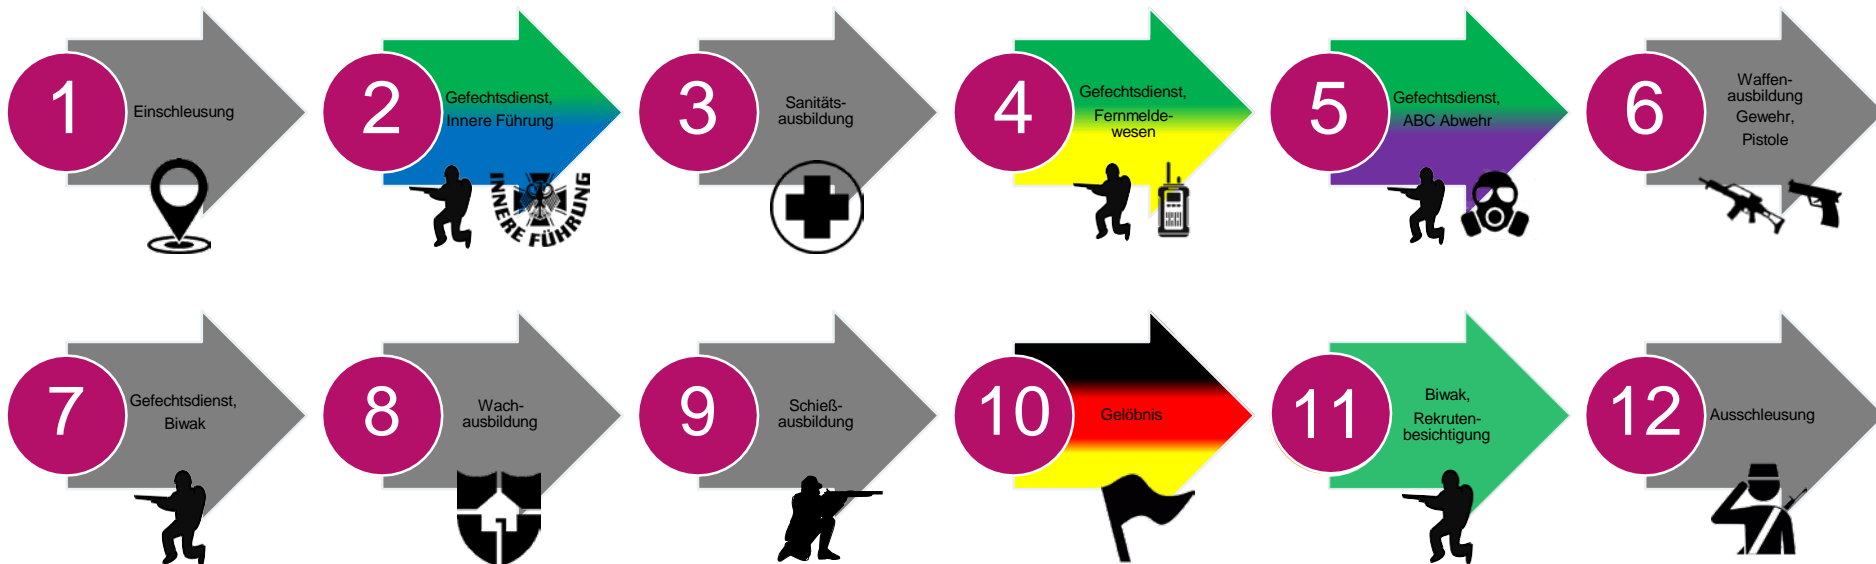 1
Einschleusung
2
Gefechtsdienst,
Innere Führung
INNERE FÜHRUNG
3
Sanitäts-
ausbildung
4
Gefechtsdienst,
Fernmelde-
wesen
5
Gefechtsdienst,
ABC Abwehr
6
Waffen-
ausbildung
Gewehr,
Pistole
7
Gefechtsdienst,
Biwak
8
Wach-
ausbildung
9
Schieß-
ausbildung
10
Gelöbnis
11
Biwak,
Rekruten-
besichtigung
12
Ausschleusung